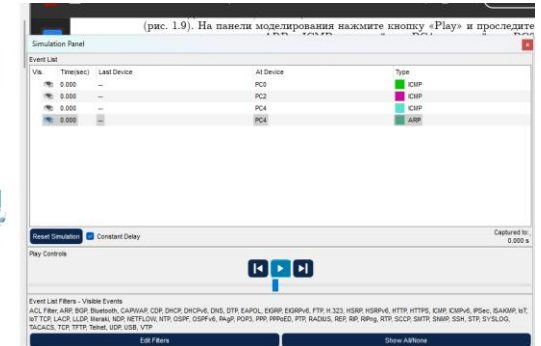 (рис. 1.9). На панели моделирования нажмите кнопку «Play» и проследите
Simulation Panel
Event List
Vis. Time(sec) Last Device At Device Type
0.000 -- PC0 ICMP
0.000 -- PC2 ICMP
0.000 -- PC4 ICMP
0.000 -- PC4 ARP
Reset Simulation Constant Delay Captured to:
0.000 s
Play Controls
Event List Filters - Visible Events
ACL Filter, ARP, BGP, Bluetooth, CAPWAP, CDP, DHCP, DHCPv6, DNS, DTP, EAPOL, EIGRP, EIGRPv6, FTP, H.323, HSRP, HSRPv6, HTTP, HTTPS, ICMP, ICMPv6, IPSec, ISAKMP, IoT,
IoT TCP, LACP, LLDP, Meraki, NDP, NETFLOW, NTP, OSPF, OSPFv6, PAgP, POP3, PPP, PPPoED, PTP, RADIUS, REP, RIP, RIPng, RTP, SCCP, SMTP, SNMP, SSH, STP, SYSLOG,
TACACS, TCP, TFTP, Telnet, UDP, USB, VTP
Edit Filters Show All/None